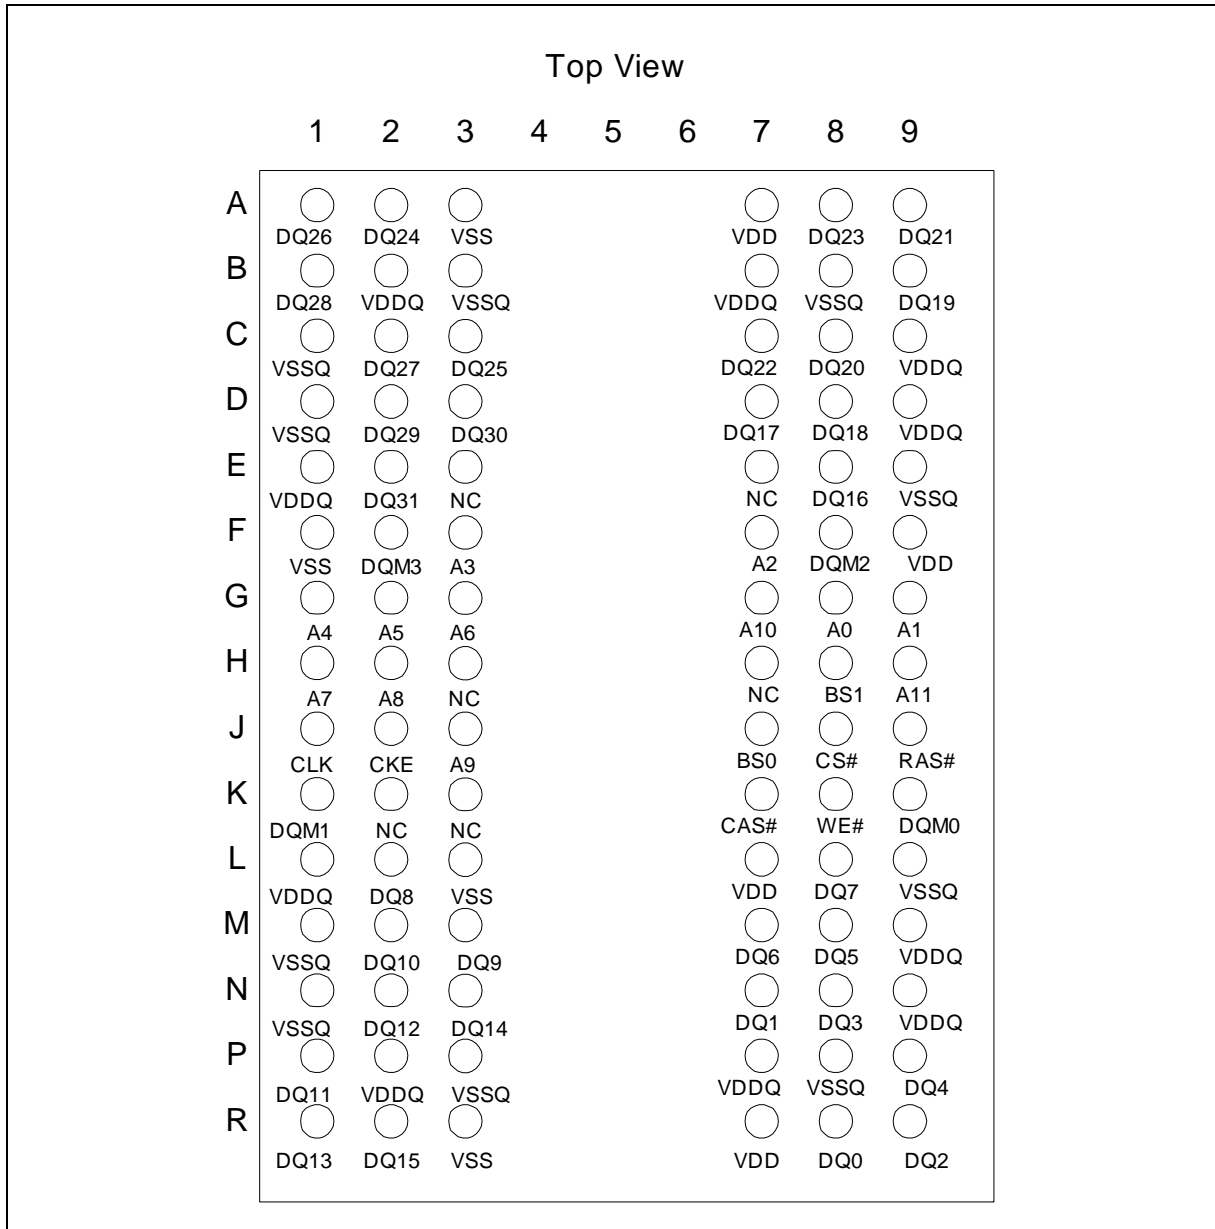 Top View
1 2 3 4 5 6 7 8 9
A
DQ26 DQ24 VSS VDD DQ23 DQ21
B
DQ28 VDDQ VSSQ VDDQ VSSQ DQ19
C
VSSQ DQ27 DQ25 DQ22 DQ20 VDDQ
D
VSSQ DQ29 DQ30 DQ17 DQ18 VDDQ
E
VDDQ DQ31 NC NC DQ16 VSSQ
F
VSS DQM3 A3 A2 DQM2 VDD
G
A4 A5 A6 A10 A0 A1
H
A7 A8 NC NC BS1 A11
J
CLK CKE A9 BS0 CS# RAS#
K
DQM1 NC NC CAS# WE# DQM0
L
VDDQ DQ8 VSS VDD DQ7 VSSQ
M
VSSQ DQ10 DQ9 DQ6 DQ5 VDDQ
N
VSSQ DQ12 DQ14 DQ1 DQ3 VDDQ
P
DQ11 VDDQ VSSQ VDDQ VSSQ DQ4
R
DQ13 DQ15 VSS VDD DQ0 DQ2